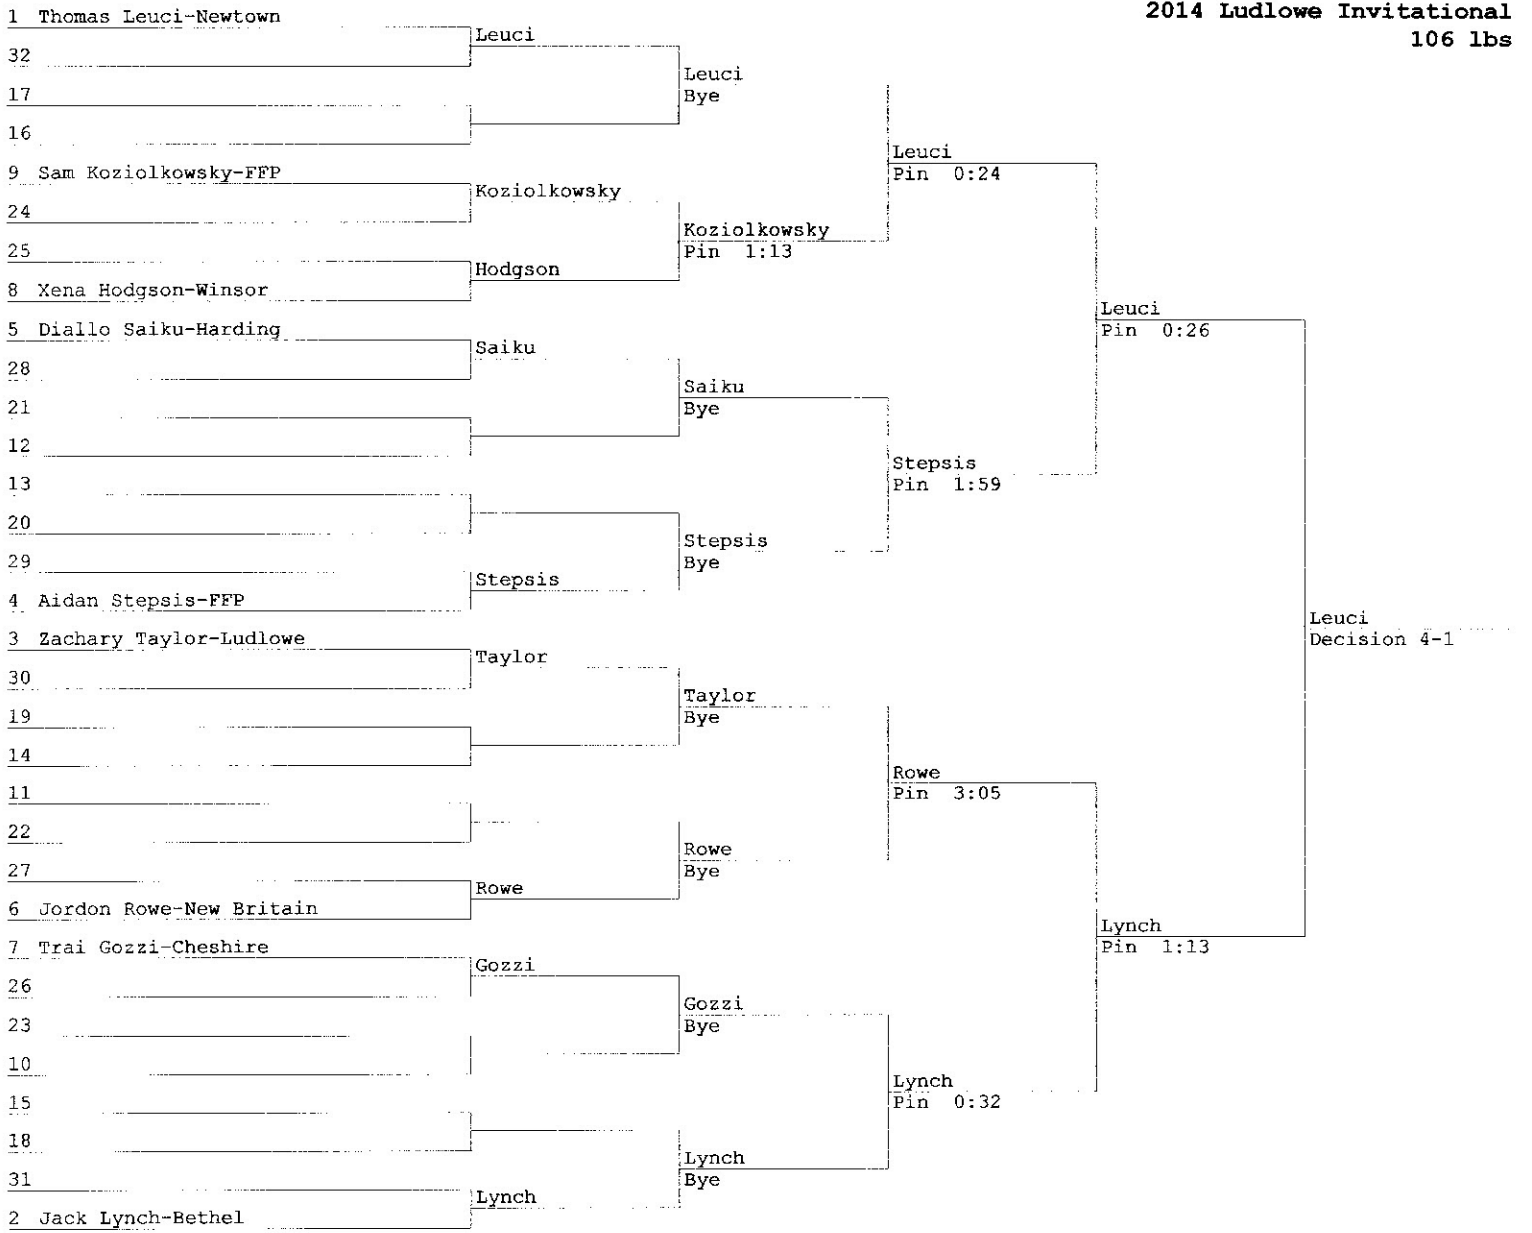 2014 Ludlowe Invitational
106 lbs
1 Thomas Leuci-Newtown
32
17
16
9 Sam Koziolkowsky-FFP
24
25
8 Xena Hodgson-Winsor
5 Diallo Saiku-Harding
28
21
12
13
20
29
4 Aidan Stepsis-FFP
3 Zachary Taylor-Ludlowe
30
19
14
11
22
27
6 Jordon Rowe-New Britain
7 Trai Gozzi-Cheshire
26
23
10
15
18
31
2 Jack Lynch-Bethel
Leuci
Koziolkowsky
Hodgson
Saiku
Stepsis
Taylor
Rowe
Gozzi
Lynch
Leuci
Bye
Koziolkowsky
Pin 1:13
Saiku
Bye
Stepsis
Bye
Taylor
Bye
Rowe
Bye
Gozzi
Bye
Lynch
Bye
Leuci
Pin 0:24
Stepsis
Pin 1:59
Rowe
Pin 3:05
Lynch
Pin 0:32
Leuci
Pin 0:26
Lynch
Pin 1:13
Leuci
Decision 4-1